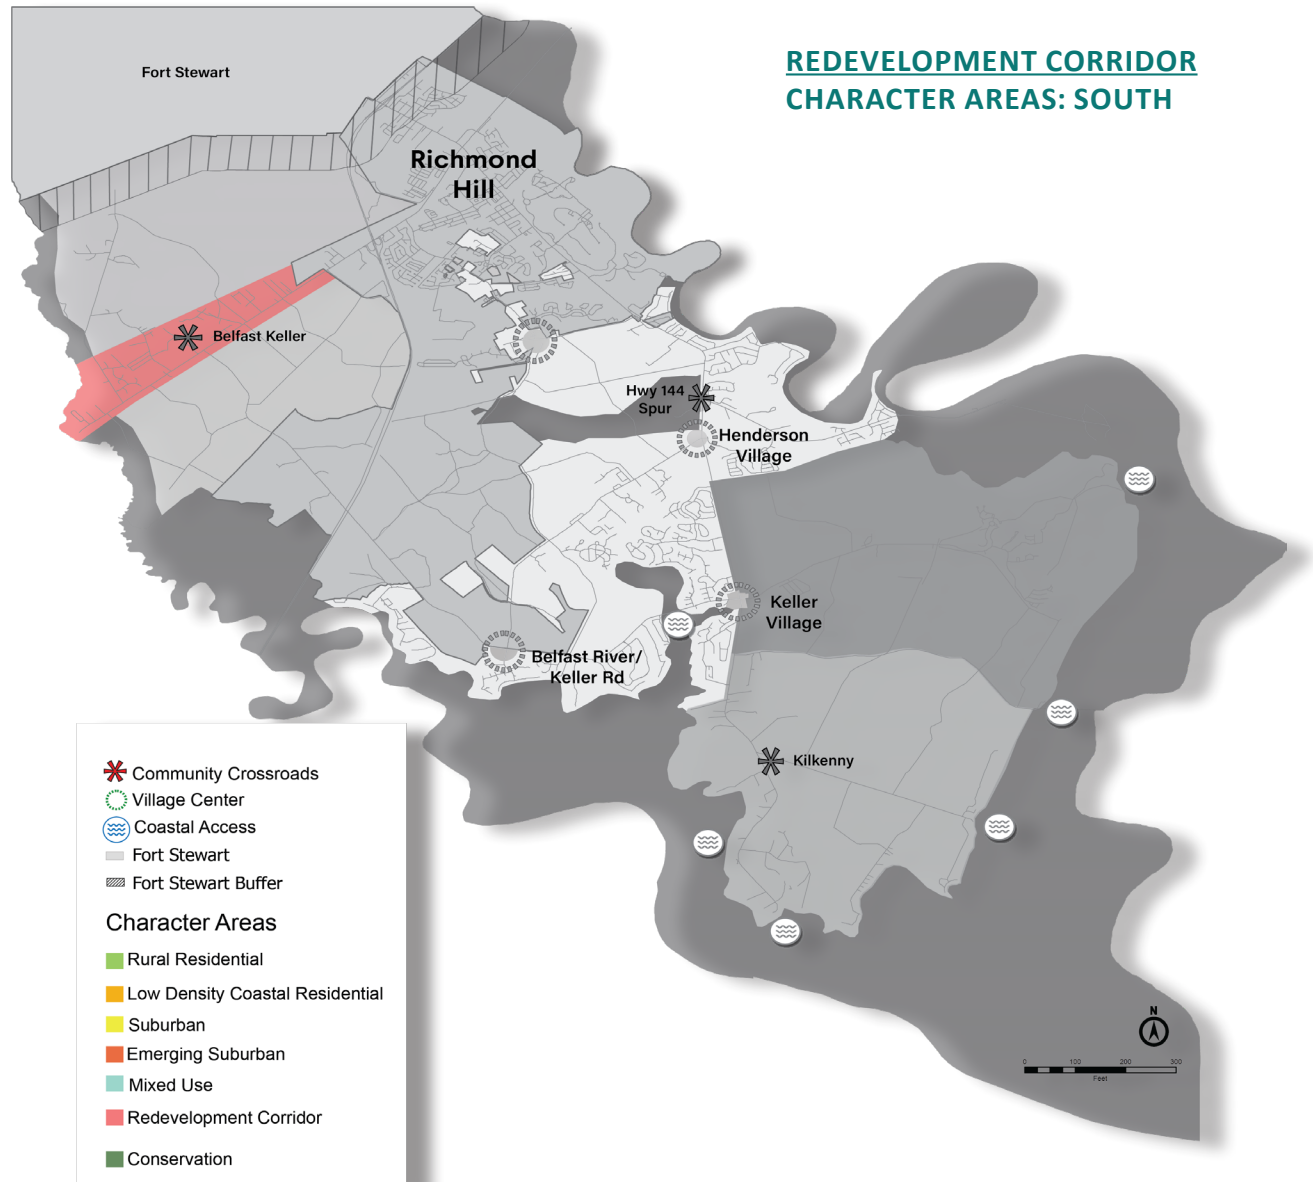 REDEVELOPMENT CORRIDOR
CHARACTER AREAS: SOUTH
Fort Stewart
Richmond
Hill
Belfast Keller
Hwy 144
Spur
Henderson
Village
Keller
Village
Belfast River/
Keller Rd
Kilkenny
Community Crossroads
Village Center
Coastal Access
Fort Stewart
Fort Stewart Buffer
Character Areas
Rural Residential
Low Density Coastal Residential
Suburban
Emerging Suburban
Mixed Use
Redevelopment Corridor
Conservation
N
0 100 200 300
Feet